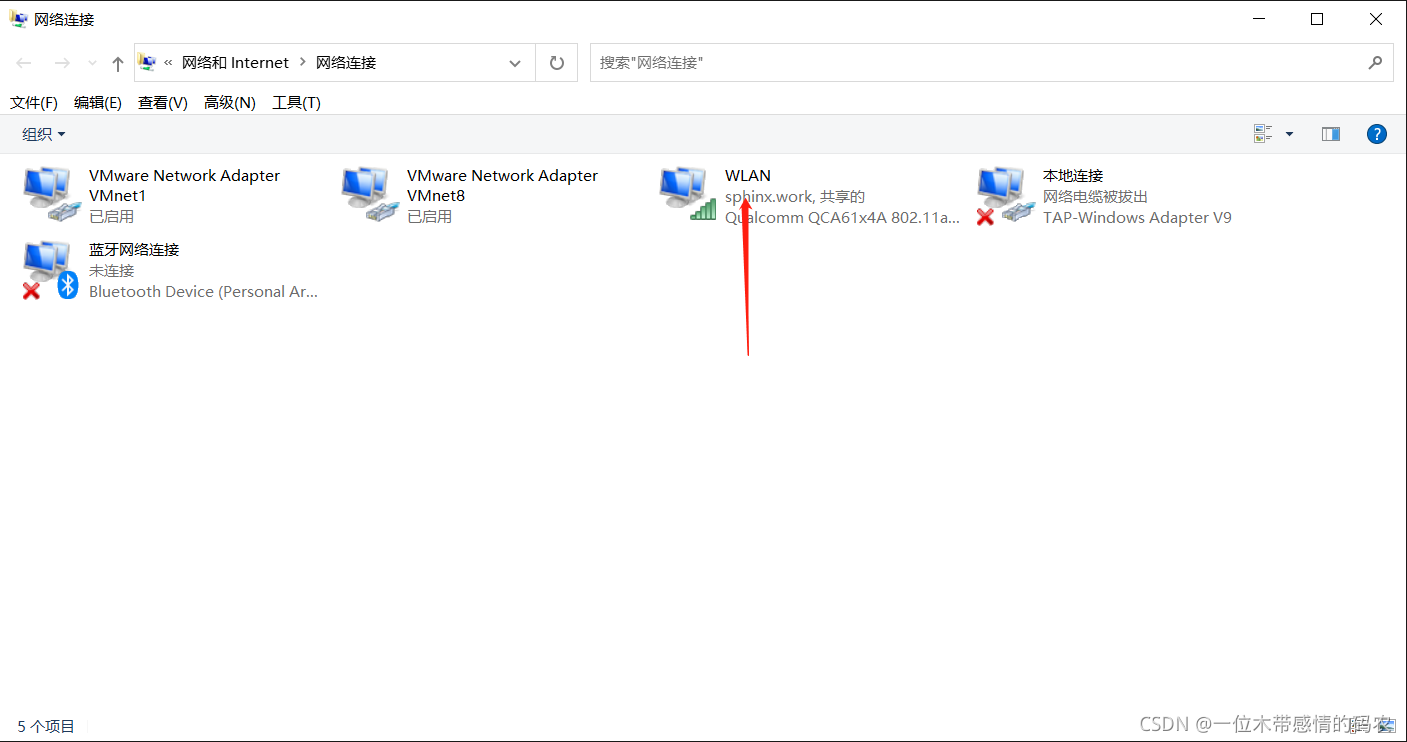 网络连接
« 网络和 Internet › 网络连接
搜索"网络连接"
文件(F) 编辑(E) 查看(V) 高级(N) 工具(T)
组织
VMware Network Adapter
VMnet1
已启用
VMware Network Adapter
VMnet8
已启用
WLAN
sphinx.work, 共享的
Qualcomm QCA61x4A 802.11a...
本地连接
网络电缆被拔出
TAP-Windows Adapter V9
蓝牙网络连接
未连接
Bluetooth Device (Personal Ar...
5 个项目
CSDN @一位木带感情的码农